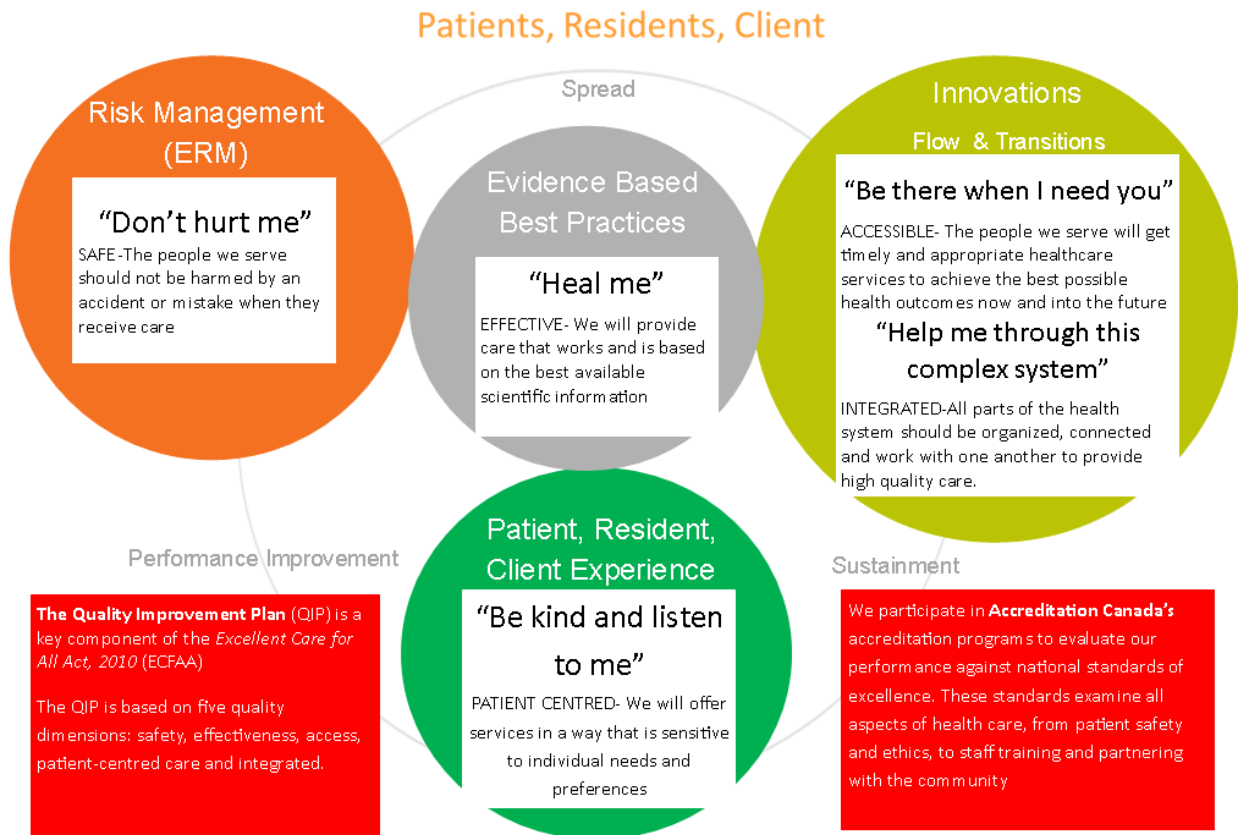 Patients, Residents, Client
Spread
Risk Management
(ERM)
“Don’t hurt me”
SAFE-The people we serve
should not be harmed by an
accident or mistake when they
receive care
Evidence Based
Best Practices
“Heal me”
EFFECTIVE- We will provide
care that works and is based
on the best available
scientific information
Innovations
Flow & Transitions
“Be there when I need you”
ACCESSIBLE- The people we serve will get
timely and appropriate healthcare
services to achieve the best possible
health outcomes now and into the future
“Help me through this
complex system”
INTEGRATED-All parts of the health
system should be organized, connected
and work with one another to provide
high quality care.
Performance Improvement
The Quality Improvement Plan (QIP) is a
key component of the Excellent Care for
All Act, 2010 (ECFAA)
The QIP is based on five quality
dimensions: safety, effectiveness, access,
patient-centred care and integrated.
Patient, Resident,
Client Experience
“Be kind and listen
to me”
PATIENT CENTRED- We will offer
services in a way that is sensitive
to individual needs and
preferences
Sustainment
We participate in Accreditation Canada’s
accreditation programs to evaluate our
performance against national standards of
excellence. These standards examine all
aspects of health care, from patient safety
and ethics, to staff training and partnering
with the community